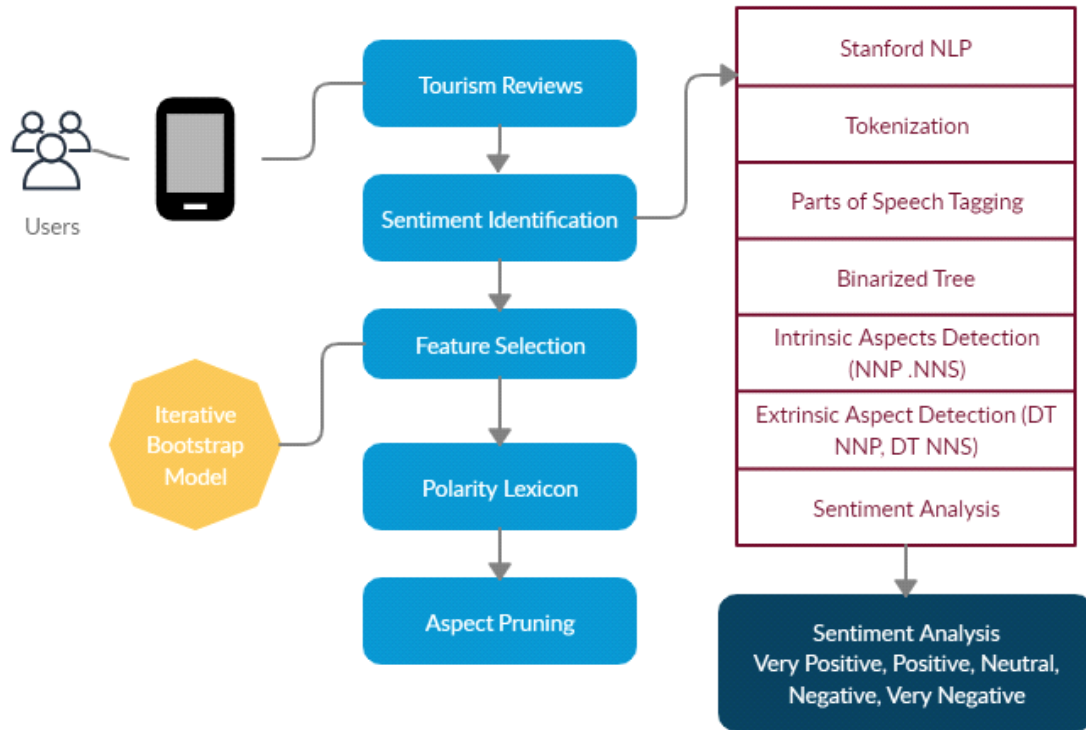 Users
Tourism Reviews
Sentiment Identification
Feature Selection
Iterative
Bootstrap
Model
Polarity Lexicon
Aspect Pruning
Stanford NLP
Tokenization
Parts of Speech Tagging
Binarized Tree
Intrinsic Aspects Detection
(NNP .NNS)
Extrinsic Aspect Detection (DT
NNP, DT NNS)
Sentiment Analysis
Sentiment Analysis
Very Positive, Positive, Neutral,
Negative, Very Negative